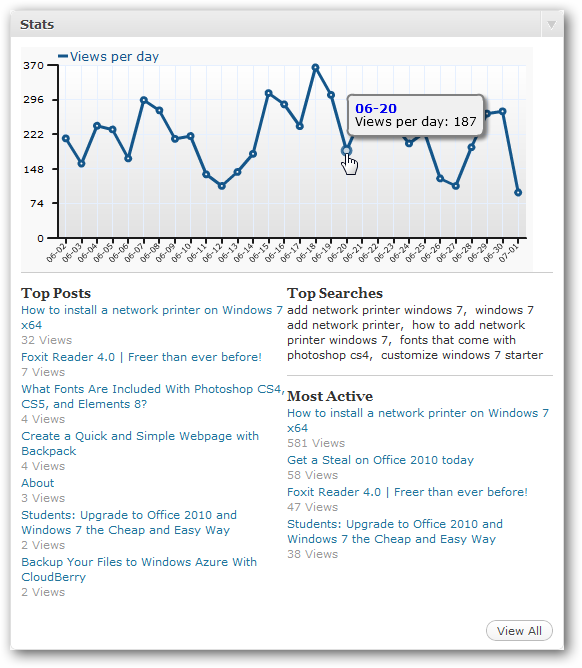 Stats
Views per day
370
296
222
148
74
0
06-20
Views per day: 187
06-02
06-03
06-04
06-05
06-06
06-07
06-08
06-09
06-10
06-11
06-12
06-13
06-14
06-15
06-16
06-17
06-18
06-19
06-20
06-21
06-22
06-23
06-24
06-25
06-26
06-27
06-28
06-29
06-30
07-01
Top Posts
How to install a network printer on Windows 7
x64
32 Views
Foxit Reader 4.0 | Freer than ever before!
7 Views
What Fonts Are Included With Photoshop CS4,
CS5, and Elements 8?
4 Views
Create a Quick and Simple Webpage with
Backpack
4 Views
About
3 Views
Students: Upgrade to Office 2010 and
Windows 7 the Cheap and Easy Way
2 Views
Backup Your Files to Windows Azure With
CloudBerry
2 Views
Top Searches
add network printer windows 7, windows 7
add network printer, how to add network
printer windows 7, fonts that come with
photoshop cs4, customize windows 7 starter
Most Active
How to install a network printer on Windows 7
x64
581 Views
Get a Steal on Office 2010 today
58 Views
Foxit Reader 4.0 | Freer than ever before!
47 Views
Students: Upgrade to Office 2010 and
Windows 7 the Cheap and Easy Way
38 Views
View All